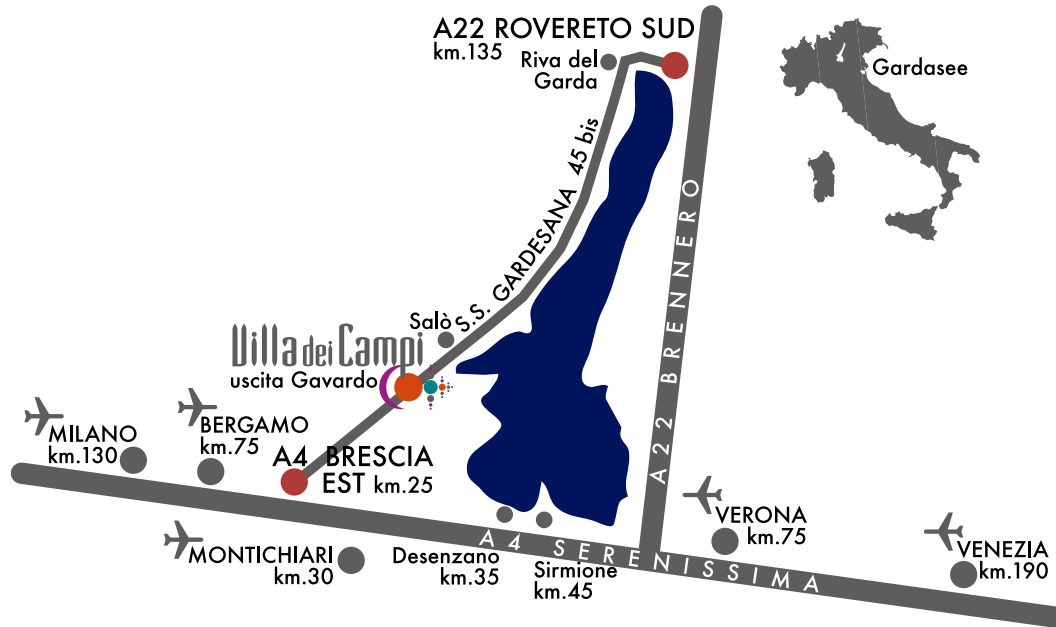 A22 ROVERETO SUD
km.135
Riva del
Garda
Gardasee
S.S. GARDESANA 45 bis
A22 BRENNERO
Salò
Villa dei Campi
uscita Gavardo
MILANO
km.130
BERGAMO
km.75
A4 BRESCIA
EST km.25
MONTICHIARI
km.30
Desenzano
km.35
Sirmione
km.45
A4 SERENISSIMA
VERONA
km.75
VENEZIA
km.190